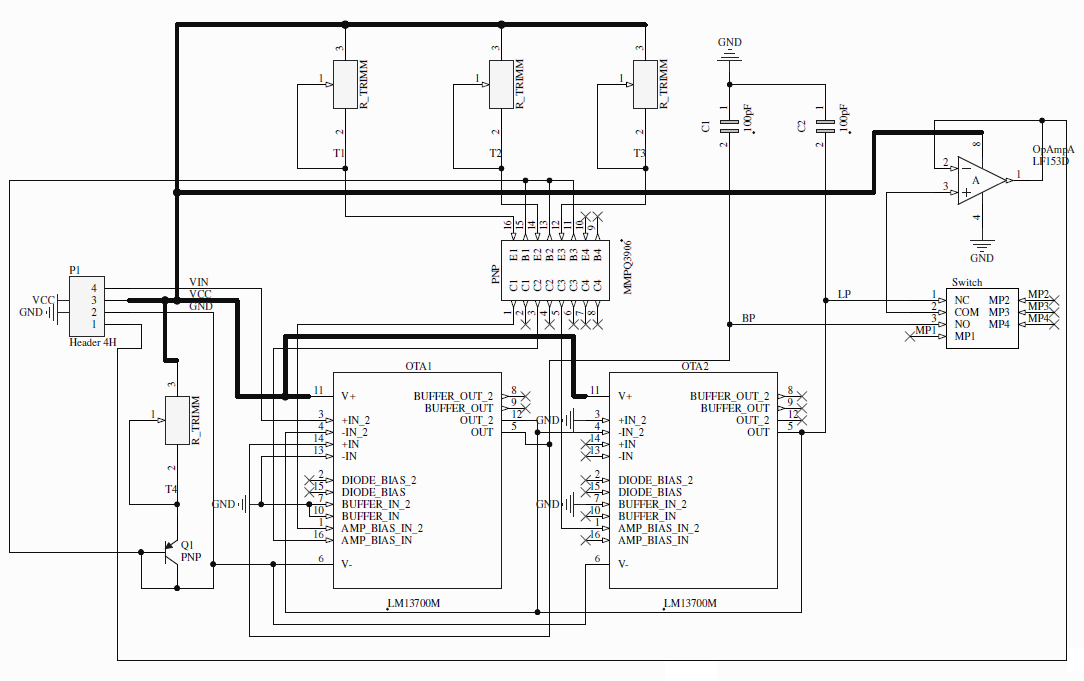 GND
3
3
3
1
R_TRIMM
1
R_TRIMM
1
R_TRIMM
2
2
2
T1
T2
T3
1
C1
100pF
2
1
C2
100pF
2
OpAmpA
LF153D
8
2
3
A
1
4
GND
16
15
14
13
12
11
10
9
E1
B1
E2
B2
E3
B3
E4
B4
PNP
MMPQ3906
C1
C1
C2
C2
C3
C3
C4
C4
1
2
3
4
5
6
7
8
P1
VCC
GND
4
3
2
1
Header 4H
VIN
VCC
GND
LP
BP
Switch
1
2
3
MP1
NC
COM
NO
MP1
MP2
MP3
MP4
MP2
MP3
MP4
3
1
R_TRIMM
2
T4
Q1
PNP
OTA1
11 V+
3 +IN_2
4 -IN_2
14 +IN
13 -IN
2 DIODE_BIAS_2
15 DIODE_BIAS
7 BUFFER_IN_2
10 BUFFER_IN
1 AMP_BIAS_IN_2
16 AMP_BIAS_IN
6 V-
BUFFER_OUT_2 8
BUFFER_OUT 9
OUT_2 12
OUT 5
GND
LM13700M
OTA2
11 V+
GND
3 +IN_2
4 -IN_2
14 +IN
13 -IN
2 DIODE_BIAS_2
15 DIODE_BIAS
GND
7 BUFFER_IN_2
10 BUFFER_IN
1 AMP_BIAS_IN_2
16 AMP_BIAS_IN
6 V-
BUFFER_OUT_2 8
BUFFER_OUT 9
OUT_2 12
OUT 5
LM13700M